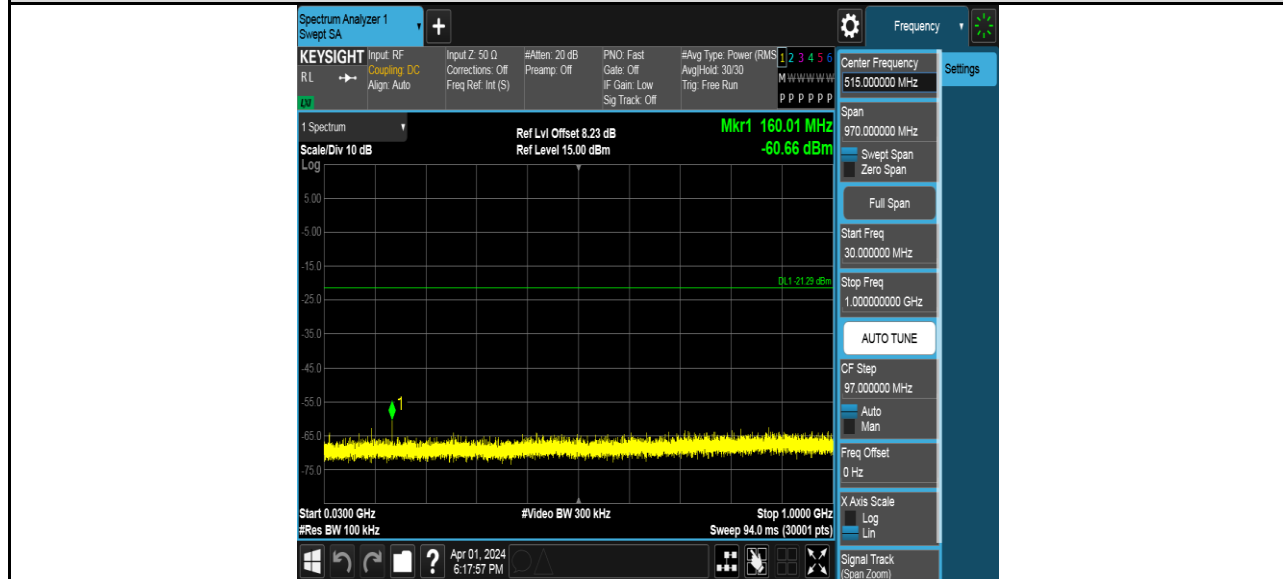 Spectrum Analyzer 1
Swept SA
+
Frequency
KEYSIGHT
RL
LXI
Input: RF
Coupling: DC
Align: Auto
Input Z: 50 Ω
Corrections: Off
Freq Ref: Int (S)
#Atten: 20 dB
Preamp: Off
PNO: Fast
Gate: Off
IF Gain: Low
Sig Track: Off
#Avg Type: Power (RMS
Avg|Hold: 30/30
Trig: Free Run
1 2 3 4 5 6
M W W W W W
P P P P P P
1 Spectrum
Scale/Div 10 dB
Ref Lvl Offset 8.23 dB
Ref Level 15.00 dBm
Mkr1 160.01 MHz
-60.66 dBm
Log
5.00
-5.00
-15.0
DL1 -21.29 dBm
-25.0
-35.0
-45.0
-55.0
1
-65.0
-75.0
Start 0.0300 GHz
#Video BW 300 kHz
Stop 1.0000 GHz
#Res BW 100 kHz
Sweep 94.0 ms (30001 pts)
?
Apr 01, 2024
6:17:57 PM
Center Frequency
515.000000 MHz
Settings
Span
970.000000 MHz
Swept Span
Zero Span
Full Span
Start Freq
30.000000 MHz
Stop Freq
1.000000000 GHz
AUTO TUNE
CF Step
97.000000 MHz
Auto
Man
Freq Offset
0 Hz
X Axis Scale
Log
Lin
Signal Track
(Span Zoom)